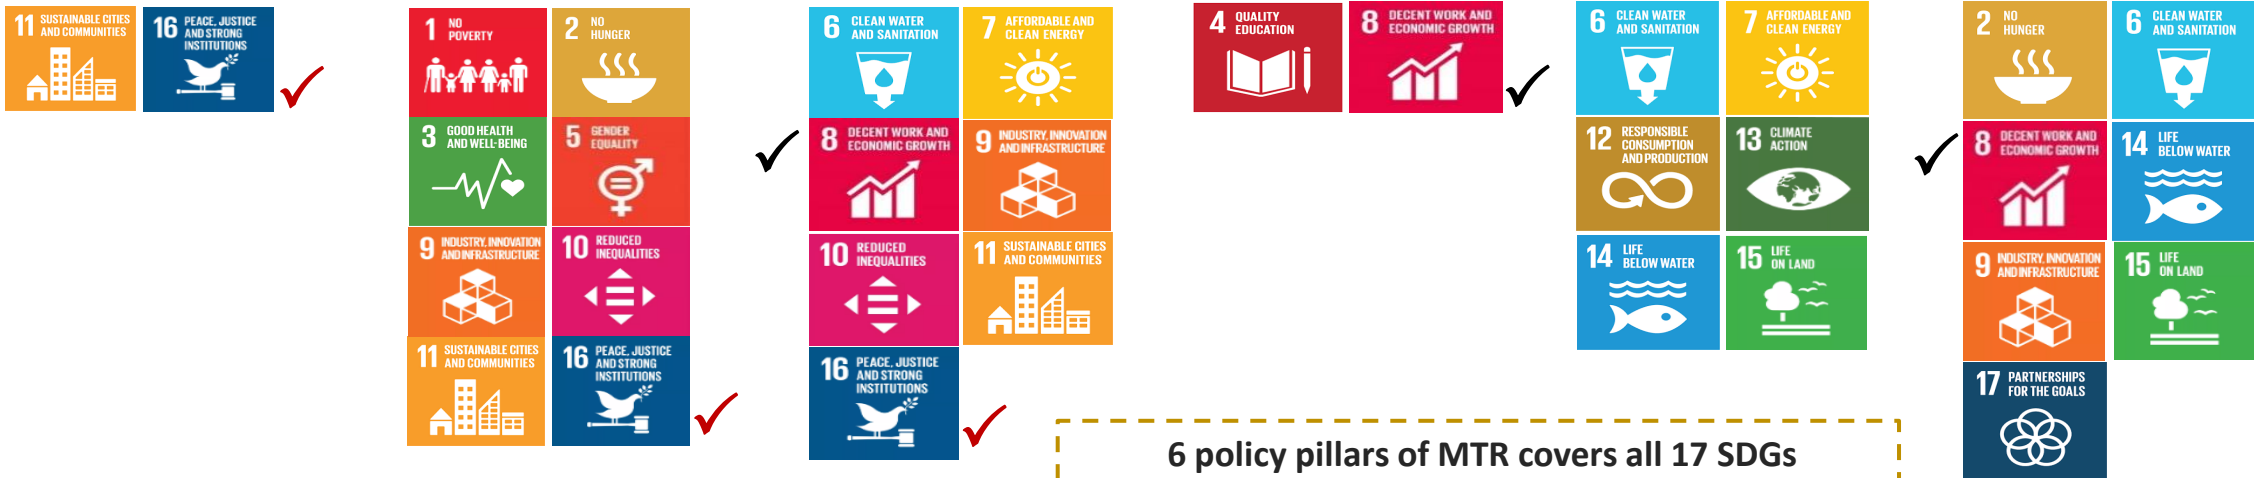 11 SUSTAINABLE CITIES
AND COMMUNITIES
16 PEACE, JUSTICE
AND STRONG
INSTITUTIONS
1 NO
POVERTY
2 NO
HUNGER
3 GOOD HEALTH
AND WELL-BEING
5 GENDER
EQUALITY
9 INDUSTRY, INNOVATION
AND INFRASTRUCTURE
10 REDUCED
INEQUALITIES
11 SUSTAINABLE CITIES
AND COMMUNITIES
16 PEACE, JUSTICE
AND STRONG
INSTITUTIONS
6 CLEAN WATER
AND SANITATION
7 AFFORDABLE AND
CLEAN ENERGY
8 DECENT WORK AND
ECONOMIC GROWTH
9 INDUSTRY, INNOVATION
AND INFRASTRUCTURE
10 REDUCED
INEQUALITIES
11 SUSTAINABLE CITIES
AND COMMUNITIES
16 PEACE, JUSTICE
AND STRONG
INSTITUTIONS
4 QUALITY
EDUCATION
8 DECENT WORK AND
ECONOMIC GROWTH
6 CLEAN WATER
AND SANITATION
7 AFFORDABLE AND
CLEAN ENERGY
12 RESPONSIBLE
CONSUMPTION
AND PRODUCTION
13 CLIMATE
ACTION
14 LIFE
BELOW WATER
15 LIFE
ON LAND
2 NO
HUNGER
6 CLEAN WATER
AND SANITATION
8 DECENT WORK AND
ECONOMIC GROWTH
14 LIFE
BELOW WATER
9 INDUSTRY, INNOVATION
AND INFRASTRUCTURE
15 LIFE
ON LAND
17 PARTNERSHIPS
FOR THE GOALS
6 policy pillars of MTR covers all 17 SDGs